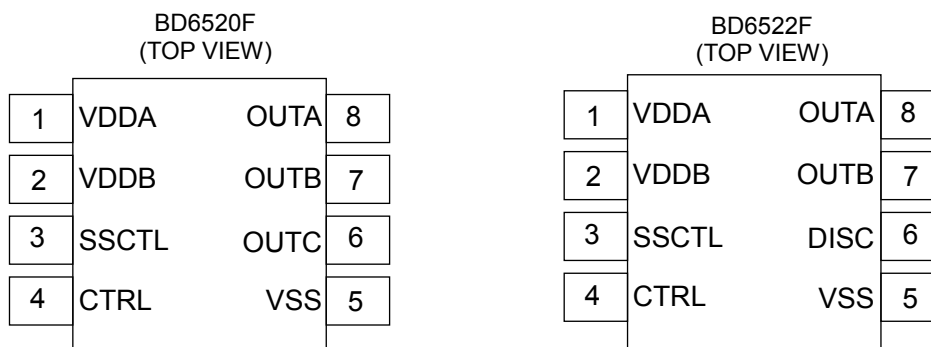 BD6520F
(TOP VIEW)
1 VDDA OUTA 8
2 VDDB OUTB 7
3 SSCTL OUTC 6
4 CTRL VSS 5
BD6522F
(TOP VIEW)
1 VDDA OUTA 8
2 VDDB OUTB 7
3 SSCTL DISC 6
4 CTRL VSS 5